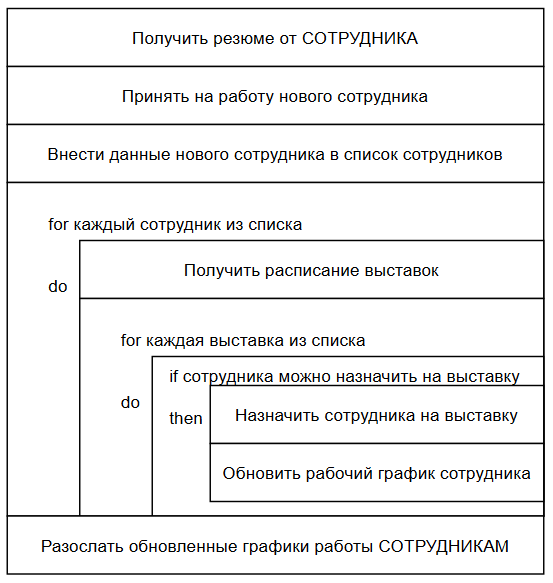 Получить резюме от СОТРУДНИКА
Принять на работу нового сотрудника
Внести данные нового сотрудника в список сотрудников
for каждый сотрудник из списка
do
Получить расписание выставок
for каждая выставка из списка
do
if сотрудника можно назначить на выставку
then
Назначить сотрудника на выставку
Обновить рабочий график сотрудника
Разослать обновленные графики работы СОТРУДНИКАМ